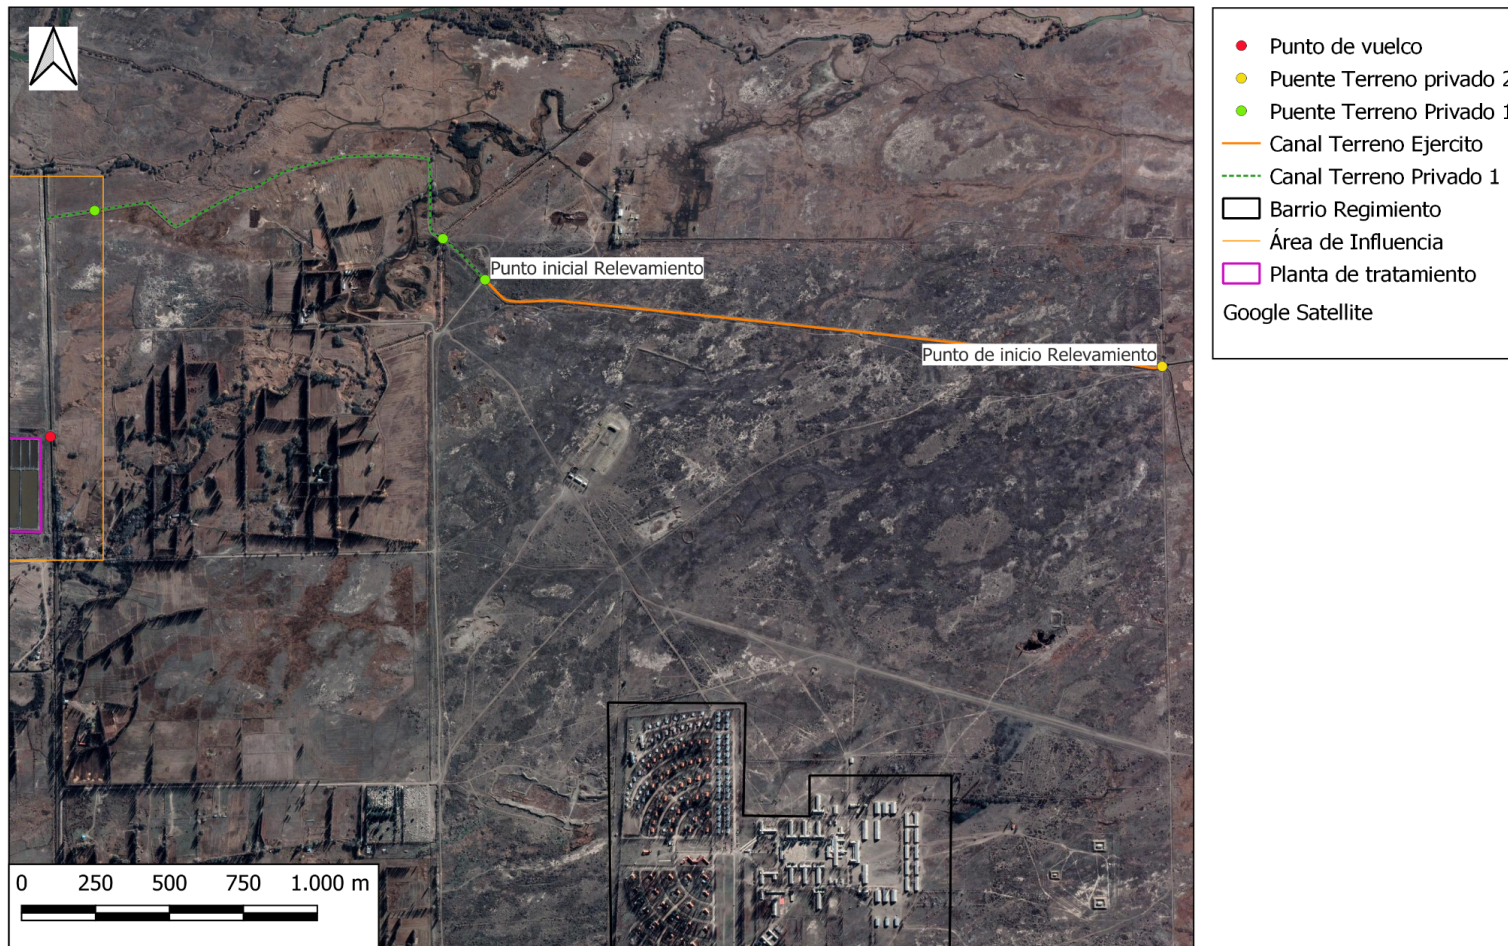 Punto de vuelco
Puente Terreno privado 2
Puente Terreno Privado 1
Canal Terreno Ejercito
Canal Terreno Privado 1
Barrio Regimiento
Área de Influencia
Planta de tratamiento
Google Satellite
Punto inicial Relevamiento
Punto de inicio Relevamiento
0 250 500 750 1.000 m